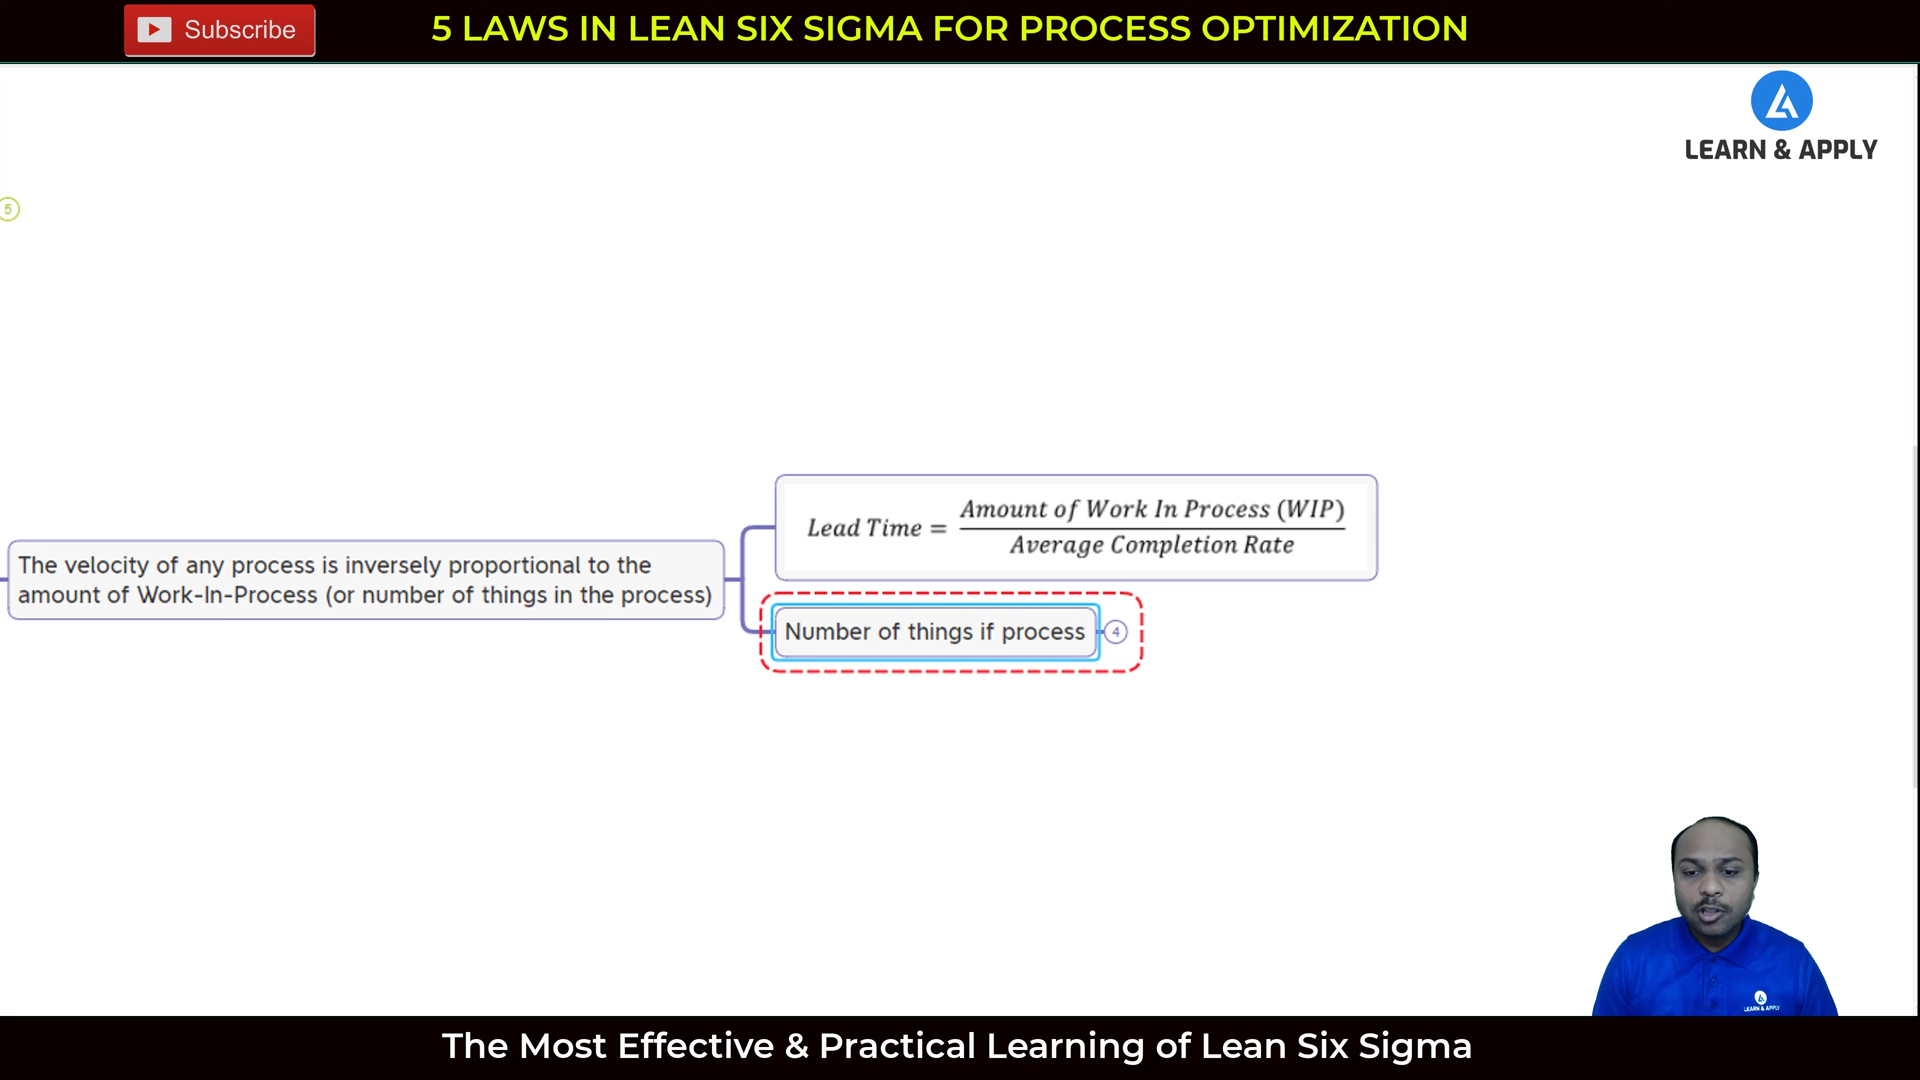 Subscribe
5 LAWS IN LEAN SIX SIGMA FOR PROCESS OPTIMIZATION
LEARN & APPLY
5
The velocity of any process is inversely proportional to the
amount of Work-In-Process (or number of things in the process)
Lead Time = Amount of Work In Process (WIP)
Average Completion Rate
Number of things if process
4
LEARN & APPLY
The Most Effective & Practical Learning of Lean Six Sigma